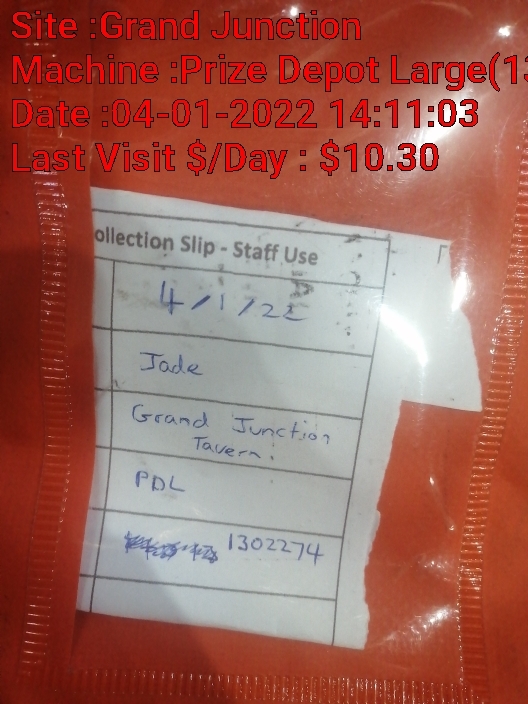 Site :Grand Junction
Machine :Prize Depot Large(13
Date :04-01-2022 14:11:03
Last Visit $/Day : $10.30
ollection Slip - Staff Use
4/1/22
Jade
Grand Junction
Tavern.
PDL
1302274